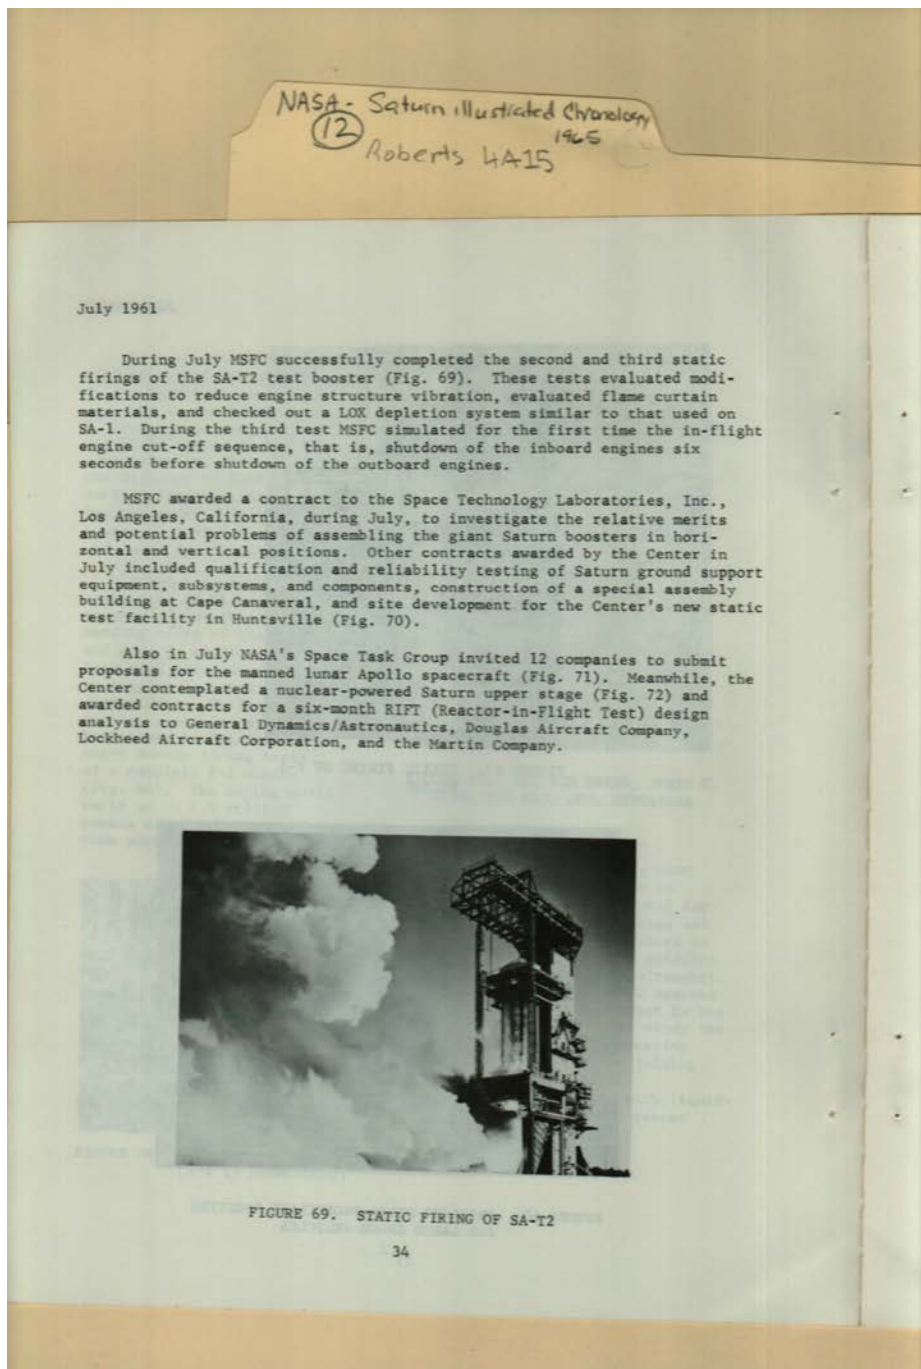 NASA - Saturn illustrated Chronology
12
1965
Roberts 4A15
July 1961
During July MSFC successfully completed the second and third static
firings of the SA-T2 test booster (Fig. 69). These tests evaluated modi-
fications to reduce engine structure vibration, evaluated flame curtain
materials, and checked out a LOX depletion system similar to that used on
SA-1. During the third test MSFC simulated for the first time the in-flight
engine cut-off sequence, that is, shutdown of the inboard engines six
seconds before shutdown of the outboard engines.
MSFC awarded a contract to the Space Technology Laboratories, Inc.,
Los Angeles, California, during July, to investigate the relative merits
and potential problems of assembling the giant Saturn boosters in hori-
zontal and vertical positions. Other contracts awarded by the Center in
July included qualification and reliability testing of Saturn ground support
equipment, subsystems, and components, construction of a special assembly
building at Cape Canaveral, and site development for the Center's new static
test facility in Huntsville (Fig. 70).
Also in July NASA's Space Task Group invited 12 companies to submit
proposals for the manned lunar Apollo spacecraft (Fig. 71). Meanwhile, the
Center contemplated a nuclear-powered Saturn upper stage (Fig. 72) and
awarded contracts for a six-month RIFT (Reactor-in-Flight Test) design
analysis to General Dynamics/Astronautics, Douglas Aircraft Company,
Lockheed Aircraft Corporation, and the Martin Company.
FIGURE 69. STATIC FIRING OF SA-T2
34